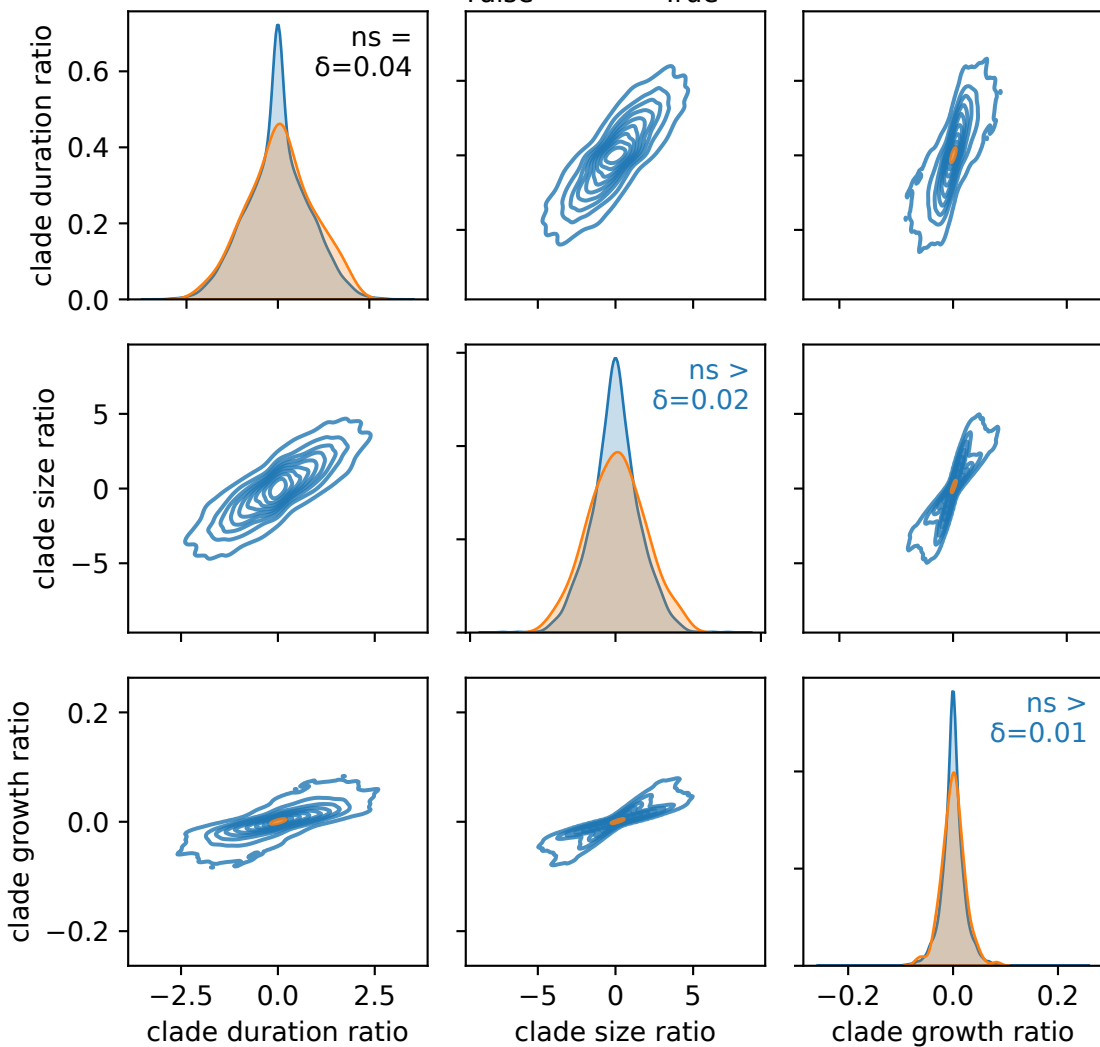 clade duration ratio
0.6
0.4
0.2
0.0
ns =
δ=0.04
clade size ratio
5
0
−5
ns >
δ=0.02
clade growth ratio
0.2
0.0
−0.2
ns >
δ=0.01
−2.5 0.0 2.5
−5 0 5
−0.2 0.0 0.2
clade duration ratio
clade size ratio
clade growth ratio